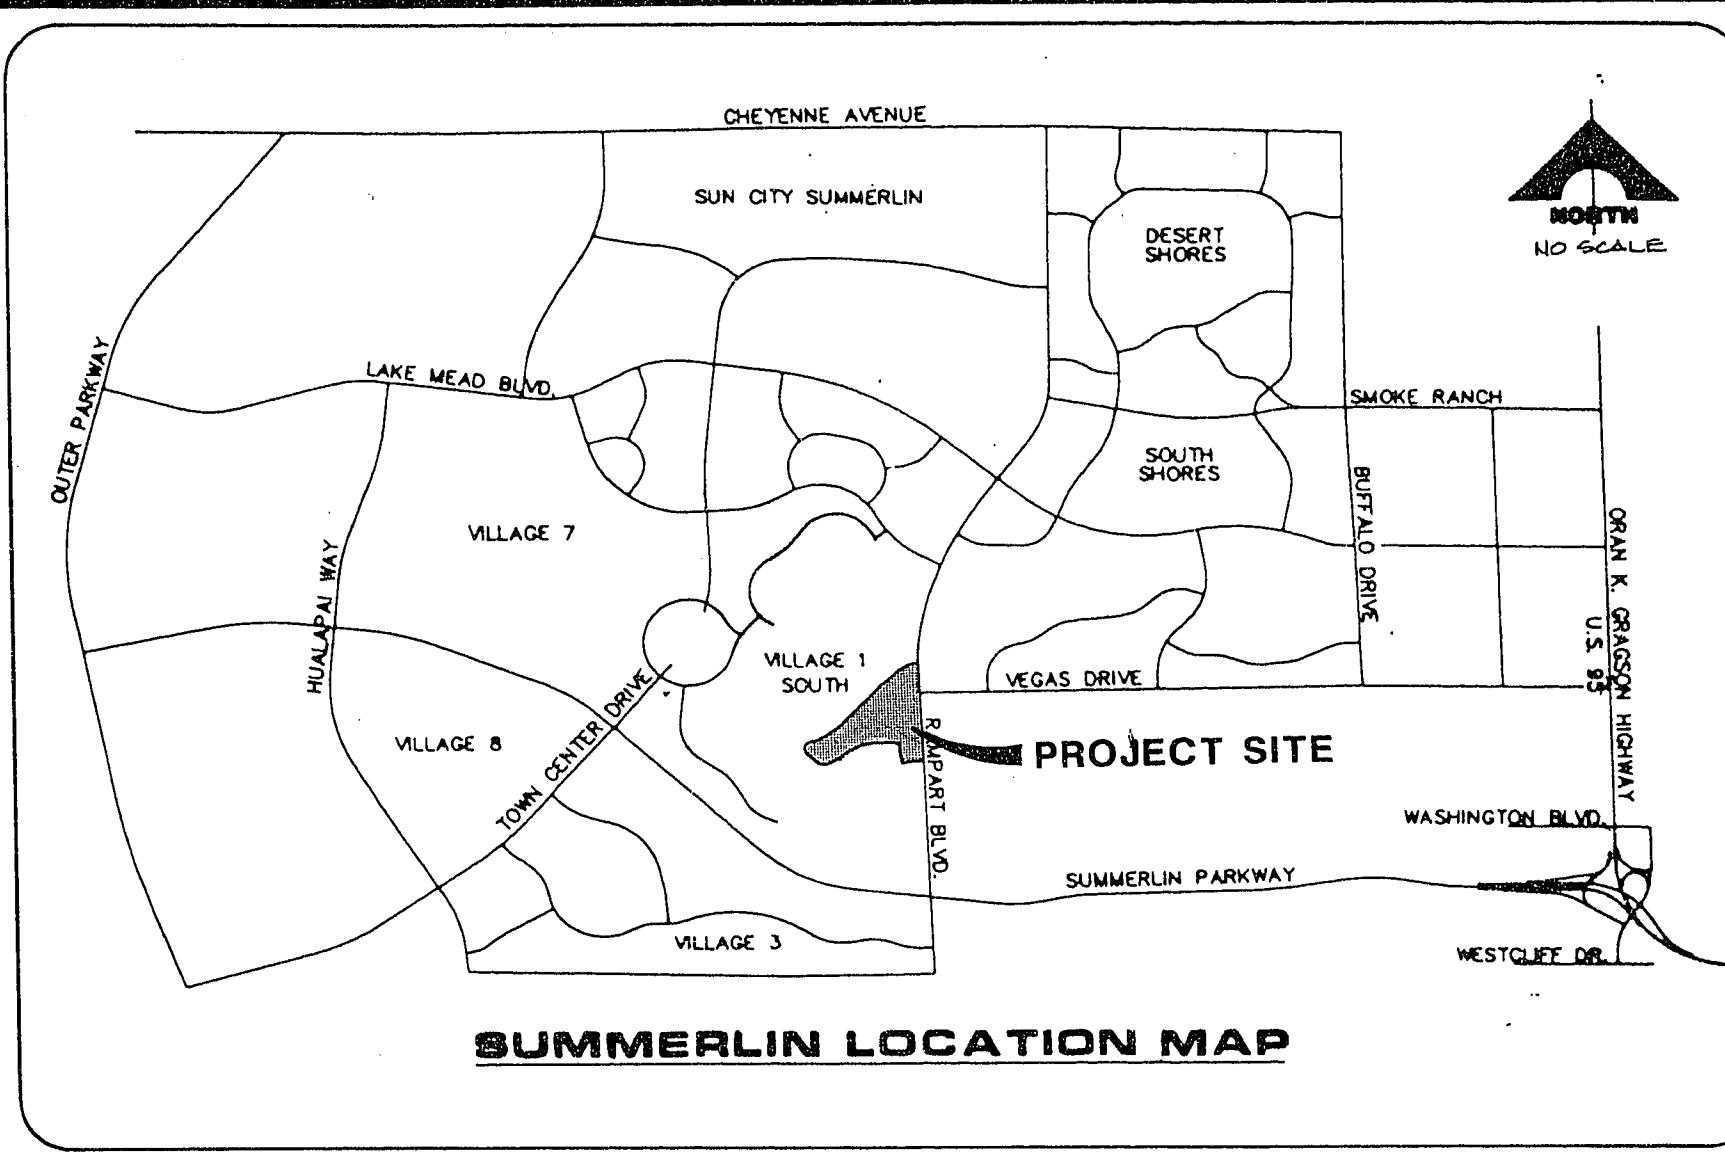 CHEYENNE AVENUE
SUN CITY SUMMERLIN
DESERT
SHORES
NORTH
NO SCALE
OUTER PARKWAY
LAKE MEAD BLVD.
SMOKE RANCH
SOUTH
SHORES
BUFFALO DRIVE
ORAN K. GRAGSON HIGHWAY
U.S. 95
VILLAGE 7
HUALAPAI WAY
VILLAGE 1
SOUTH
VEGAS DRIVE
TOWN CENTER DRIVE
VILLAGE 8
RAMPART BLVD.
PROJECT SITE
WASHINGTON BLVD.
SUMMERLIN PARKWAY
VILLAGE 3
WESTCLIFF DR.
SUMMERLIN LOCATION MAP